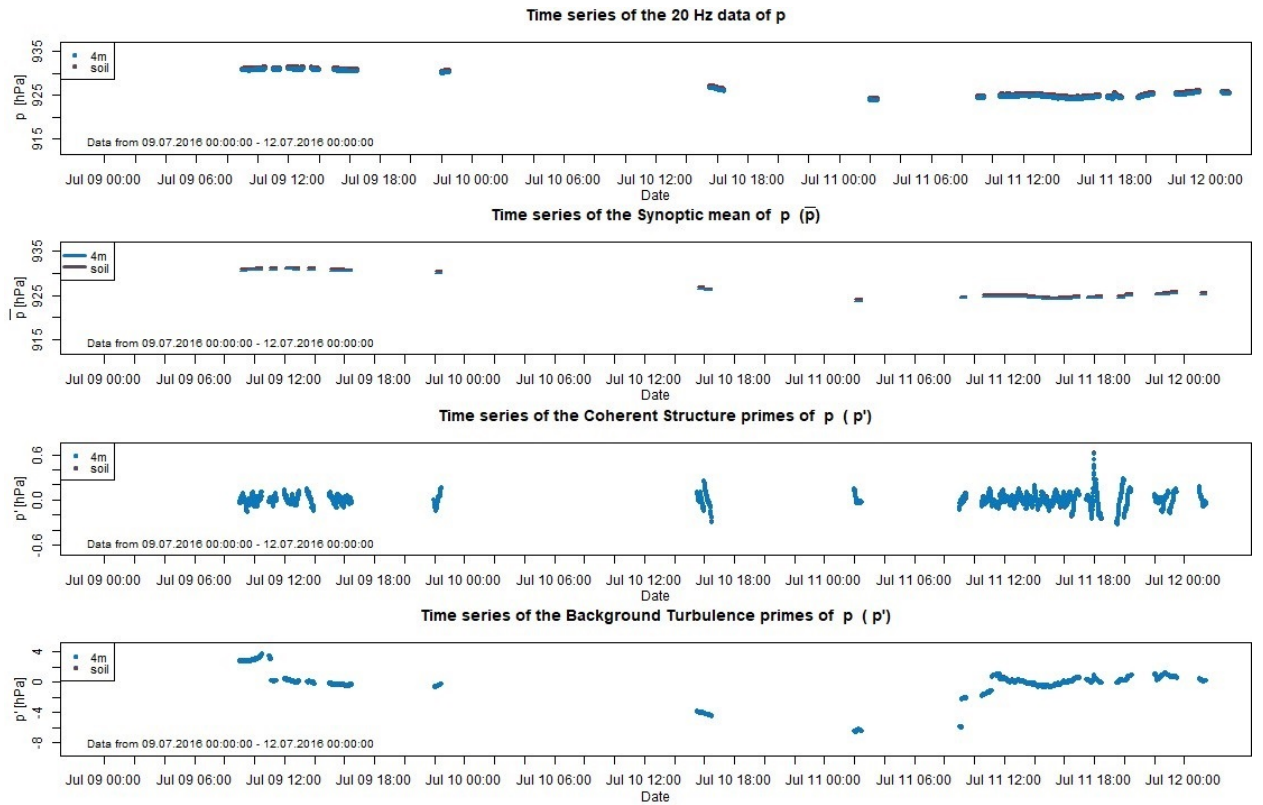 Time series of the 20 Hz data of p
935
925
915
p [hPa]
4m
soil
Data from 09.07.2016 00:00:00 - 12.07.2016 00:00:00
Jul 09 00:00 Jul 09 06:00 Jul 09 12:00 Jul 09 18:00 Jul 10 00:00 Jul 10 06:00 Jul 10 12:00 Jul 10 18:00 Jul 11 00:00 Jul 11 06:00 Jul 11 12:00 Jul 11 18:00 Jul 12 00:00
Date
Time series of the Synoptic mean of p (p̅)
935
925
915
p̅ [hPa]
4m
soil
Data from 09.07.2016 00:00:00 - 12.07.2016 00:00:00
Jul 09 00:00 Jul 09 06:00 Jul 09 12:00 Jul 09 18:00 Jul 10 00:00 Jul 10 06:00 Jul 10 12:00 Jul 10 18:00 Jul 11 00:00 Jul 11 06:00 Jul 11 12:00 Jul 11 18:00 Jul 12 00:00
Date
Time series of the Coherent Structure primes of p ( p')
0.6
0.0
-0.6
p' [hPa]
4m
soil
Data from 09.07.2016 00:00:00 - 12.07.2016 00:00:00
Jul 09 00:00 Jul 09 06:00 Jul 09 12:00 Jul 09 18:00 Jul 10 00:00 Jul 10 06:00 Jul 10 12:00 Jul 10 18:00 Jul 11 00:00 Jul 11 06:00 Jul 11 12:00 Jul 11 18:00 Jul 12 00:00
Date
Time series of the Background Turbulence primes of p ( p')
4
0
-4
-8
p' [hPa]
4m
soil
Data from 09.07.2016 00:00:00 - 12.07.2016 00:00:00
Jul 09 00:00 Jul 09 06:00 Jul 09 12:00 Jul 09 18:00 Jul 10 00:00 Jul 10 06:00 Jul 10 12:00 Jul 10 18:00 Jul 11 00:00 Jul 11 06:00 Jul 11 12:00 Jul 11 18:00 Jul 12 00:00
Date